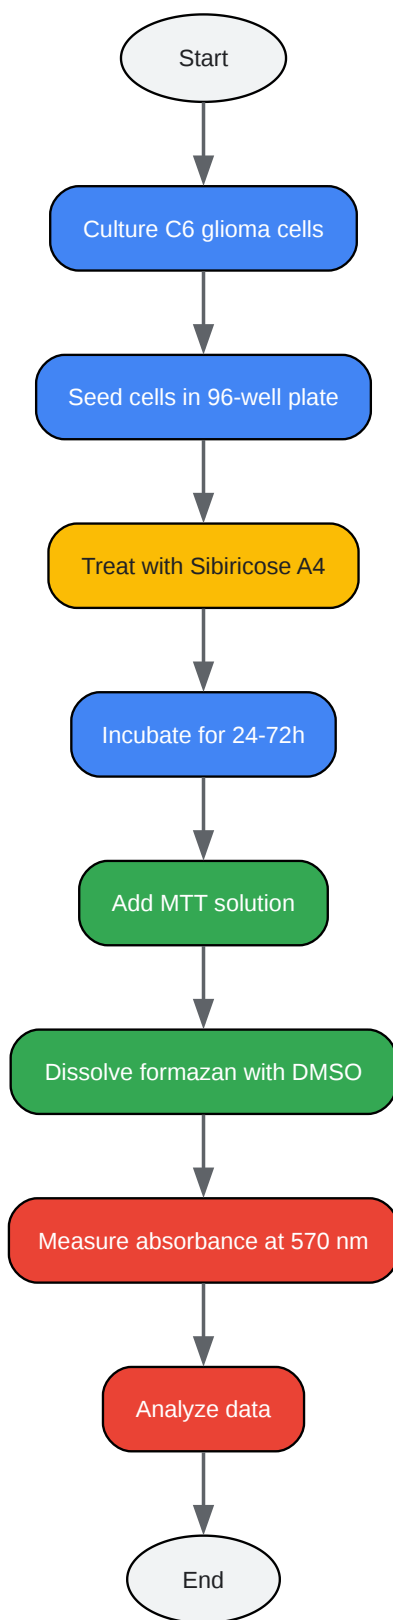 Start
Culture C6 glioma cells
Seed cells in 96-well plate
Treat with Sibiricose A4
Incubate for 24-72h
Add MTT solution
Dissolve formazan with DMSO
Measure absorbance at 570 nm
Analyze data
End